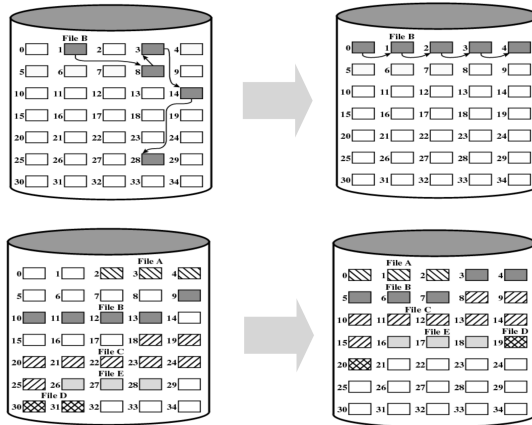 File B
0 1 2 3 4
5 6 7 8 9
10 11 12 13 14
15 16 17 18 19
20 21 22 23 24
25 26 27 28 29
30 31 32 33 34
File B
0 1 2 3 4
5 6 7 8 9
10 11 12 13 14
15 16 17 18 19
20 21 22 23 24
25 26 27 28 29
30 31 32 33 34
File A
0 1 2 3 4
5 6 7 8 9
File B
10 11 12 13 14
15 16 17 18 19
File C
20 21 22 23 24
File E
25 26 27 28 29
File D
30 31 32 33 34
File A
0 1 2 3 4
File B
5 6 7 8 9
File C
10 11 12 13 14
File E File D
15 16 17 18 19
20 21 22 23 24
25 26 27 28 29
30 31 32 33 34